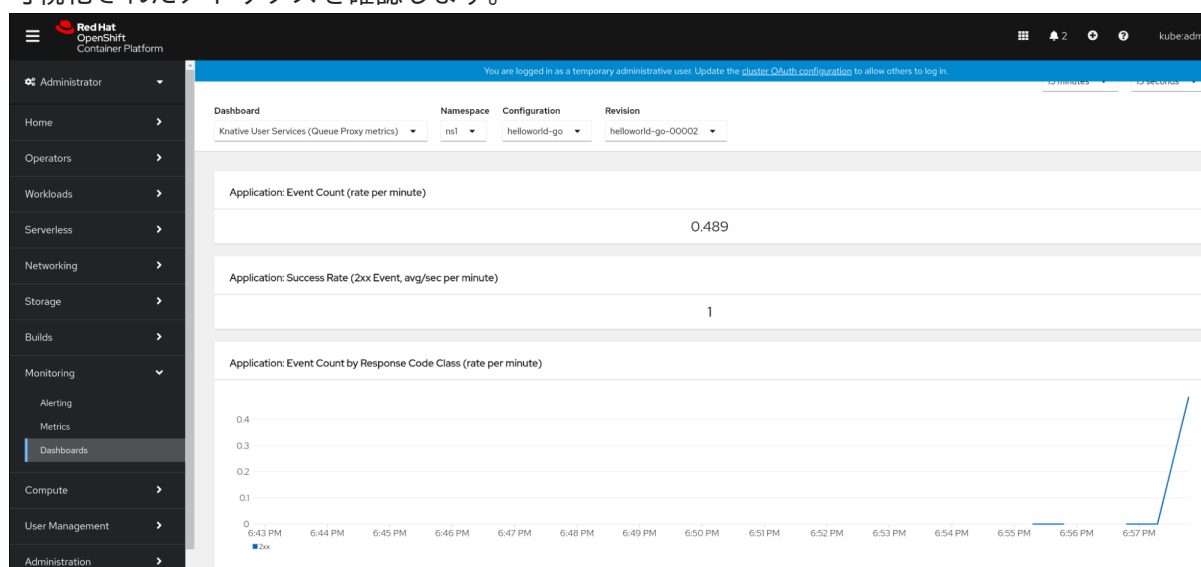 可視化されたメトリクスを確認します。
Red Hat
OpenShift
Container Platform
2
kube:adm
Administrator
You are logged in as a temporary administrative user. Update the cluster OAuth configuration to allow others to log in.
15 minutes
15 seconds
Dashboard
Namespace
Configuration
Revision
Knative User Services (Queue Proxy metrics)
ns1
helloworld-go
helloworld-go-00002
Home
Operators
Workloads
Serverless
Networking
Storage
Builds
Monitoring
Alerting
Metrics
Dashboards
Compute
User Management
Administration
Application: Event Count (rate per minute)
0.489
Application: Success Rate (2xx Event, avg/sec per minute)
1
Application: Event Count by Response Code Class (rate per minute)
0.4
0.3
0.2
0.1
0
6:43 PM 6:44 PM 6:45 PM 6:46 PM 6:47 PM 6:48 PM 6:49 PM 6:50 PM 6:51 PM 6:52 PM 6:53 PM 6:54 PM 6:55 PM 6:56 PM 6:57 PM
2xx